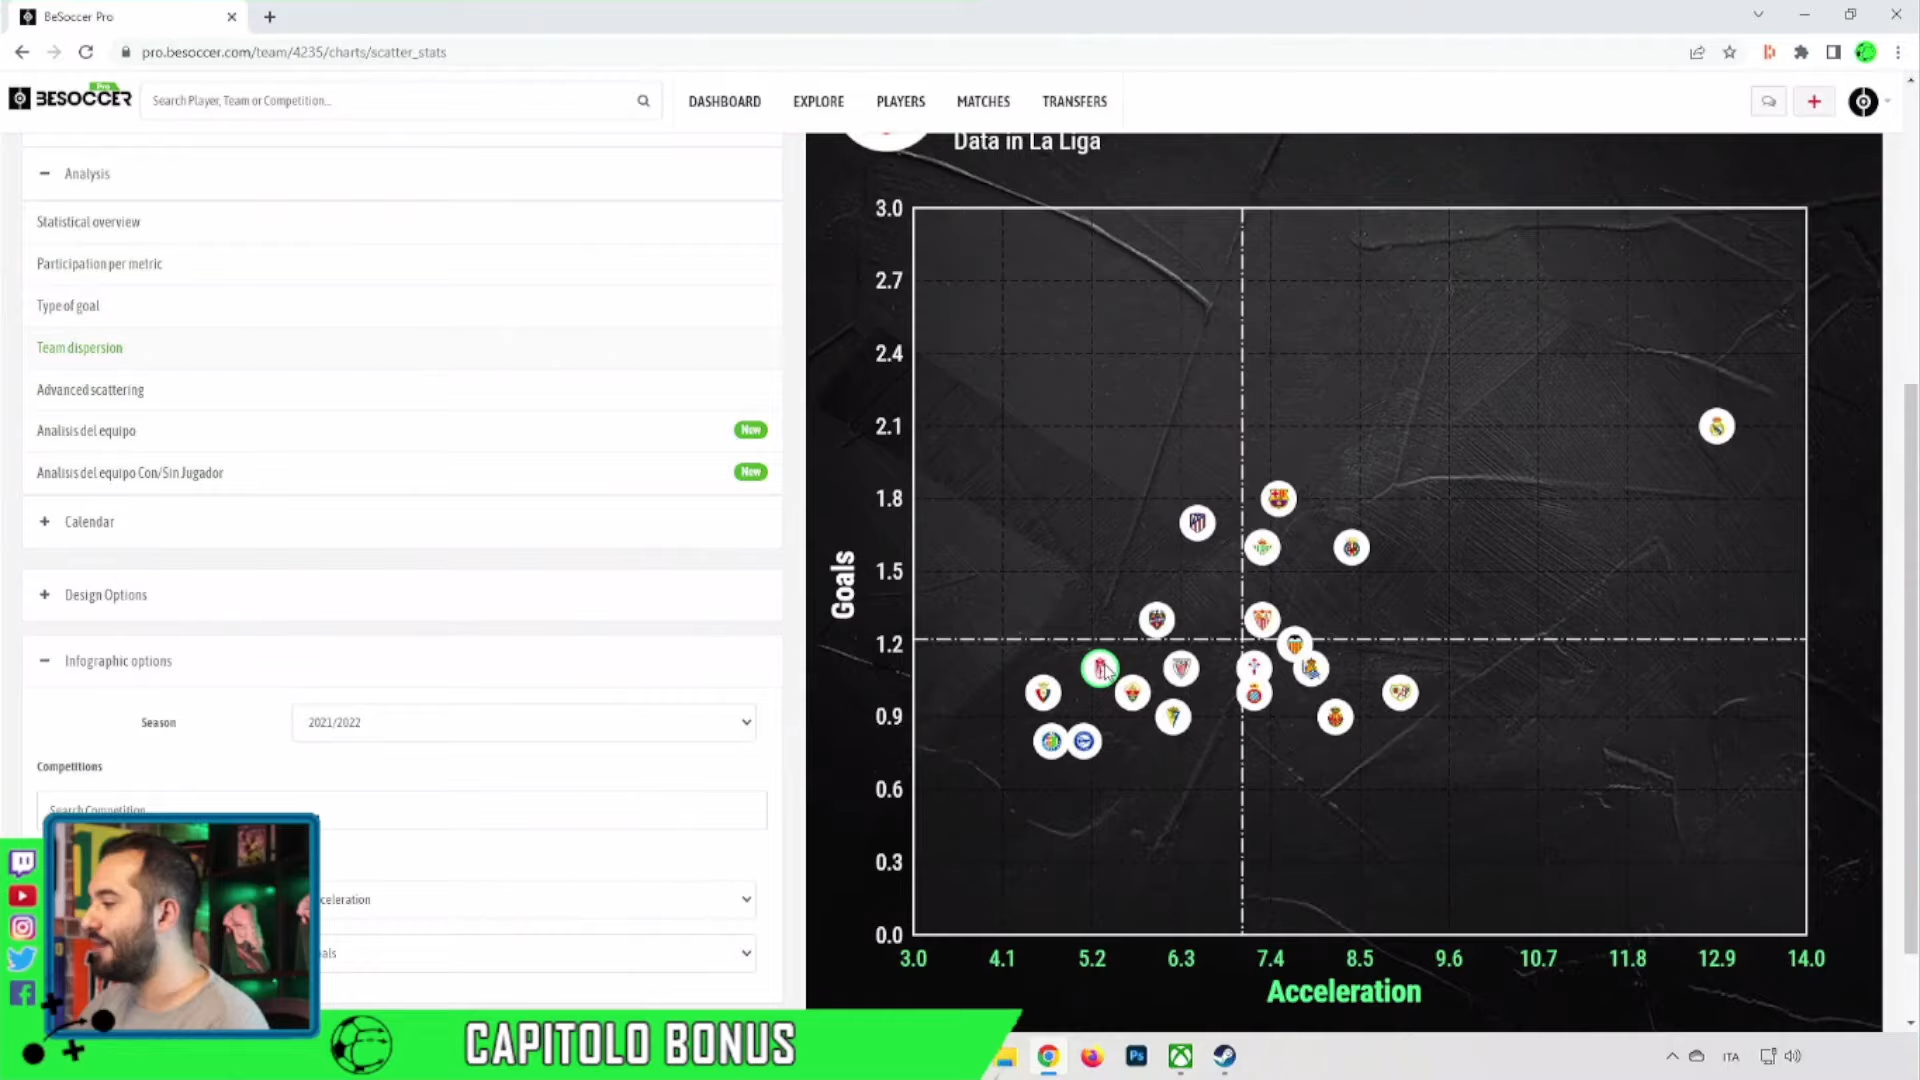 BeSoccer Pro
pro.besoccer.com/team/4235/charts/scatter_stats
BESOCCER
Pro
Search Player, Team or Competition...
DASHBOARD
EXPLORE
PLAYERS
MATCHES
TRANSFERS
Analysis
Statistical overview
Participation per metric
Type of goal
Team dispersion
Advanced scattering
Analisis del equipo
New
Analisis del equipo Con/Sin Jugador
New
Calendar
Design Options
Infographic options
Season
2021/2022
Competitions
Search Competition
celeration
als
Data in La Liga
3.0
2.7
2.4
2.1
1.8
1.5
1.2
0.9
0.6
0.3
0.0
Goals
3.0 4.1 5.2 6.3 7.4 8.5 9.6 10.7 11.8 12.9 14.0
Acceleration
CAPITOLO BONUS
Ps
ITA